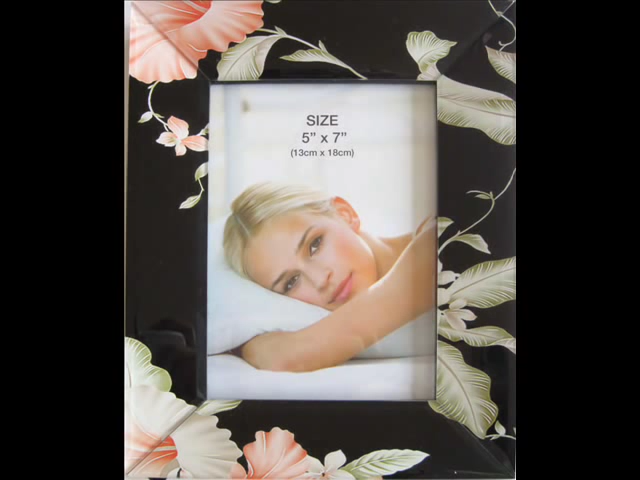 SIZE
5” x 7”
(13cm x 18cm)